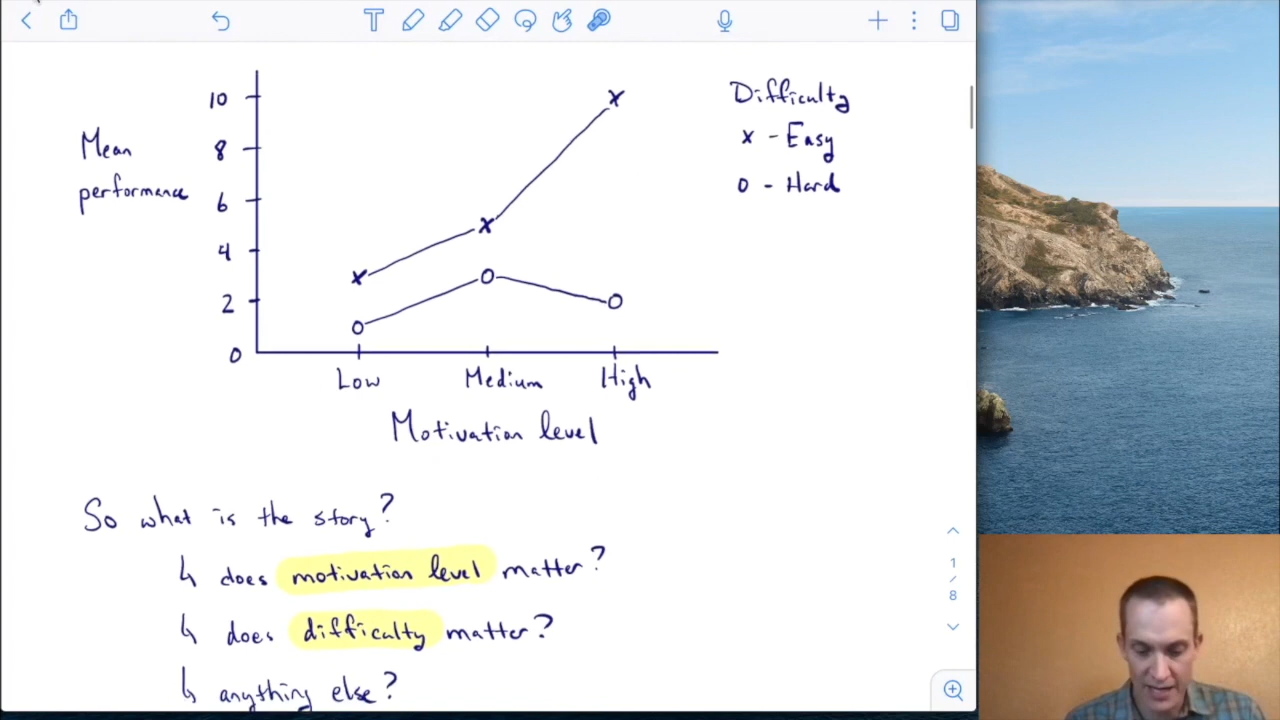 10
8
6
4
2
0
Mean
performance
Difficulty
x - Easy
o - Hard
Low Medium High
Motivation level
So what is the story?
↳ does motivation level matter?
↳ does difficulty matter?
↳ anything else?
1
/
8